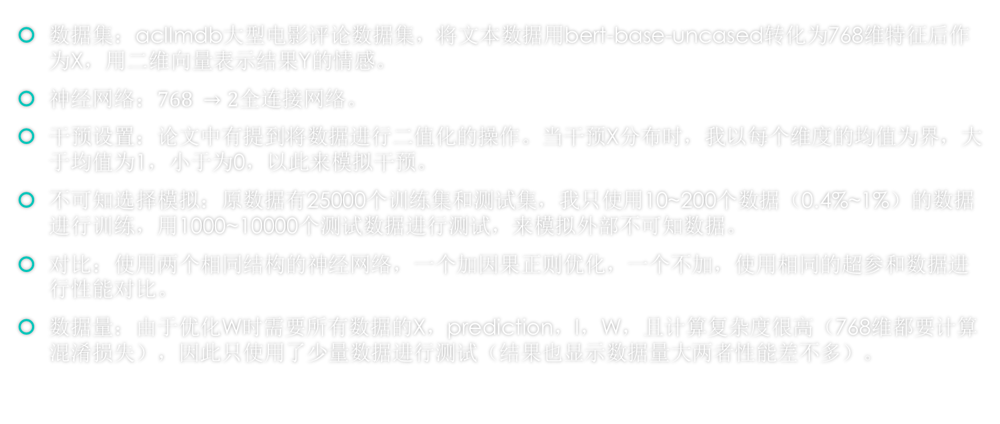 数据集：aclImdb大型电影评论数据集，将文本数据用bert-base-uncased转化为768维特征后作
为X，用二维向量表示结果Y的情感。
神经网络：768 → 2全连接网络。
干预设置：论文中有提到将数据进行二值化的操作。当干预X分布时，我以每个维度的均值为界，大
于均值为1，小于为0，以此来模拟干预。
不可知选择模拟：原数据有25000个训练集和测试集，我只使用10~200个数据（0.4%~1%）的数据
进行训练，用1000~10000个测试数据进行测试，来模拟外部不可知数据。
对比：使用两个相同结构的神经网络，一个加因果正则优化，一个不加，使用相同的超参和数据进
行性能对比。
数据量：由于优化W时需要所有数据的X，prediction，I，W，且计算复杂度很高（768维都要计算
混淆损失），因此只使用了少量数据进行测试（结果也显示数据量大两者性能差不多）。